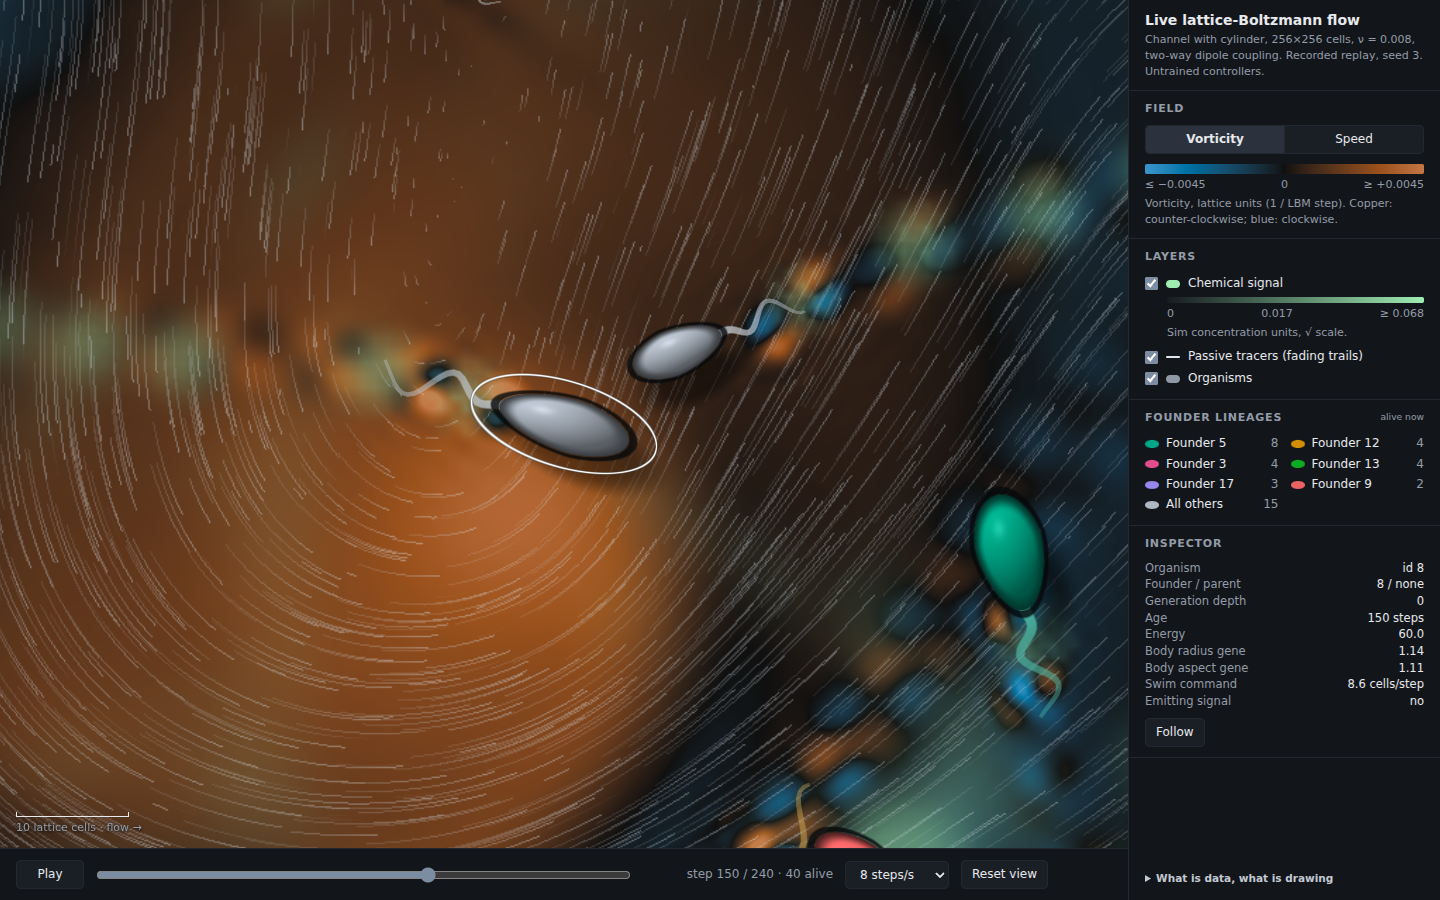 Live lattice-Boltzmann flow
Channel with cylinder, 256×256 cells, ν = 0.008,
two-way dipole coupling. Recorded replay, seed 3.
Untrained controllers.
FIELD
Vorticity Speed
≤ −0.0045 0 ≥ +0.0045
Vorticity, lattice units (1 / LBM step). Copper:
counter-clockwise; blue: clockwise.
LAYERS
Chemical signal
0 0.017 ≥ 0.068
Sim concentration units, √ scale.
Passive tracers (fading trails)
Organisms
FOUNDER LINEAGES alive now
Founder 5 8 Founder 12 4
Founder 3 4 Founder 13 4
Founder 17 3 Founder 9 2
All others 15
INSPECTOR
Organism id 8
Founder / parent 8 / none
Generation depth 0
Age 150 steps
Energy 60.0
Body radius gene 1.14
Body aspect gene 1.11
Swim command 8.6 cells/step
Emitting signal no
Follow
What is data, what is drawing
10 lattice cells · flow →
Play step 150 / 240 · 40 alive 8 steps/s Reset view